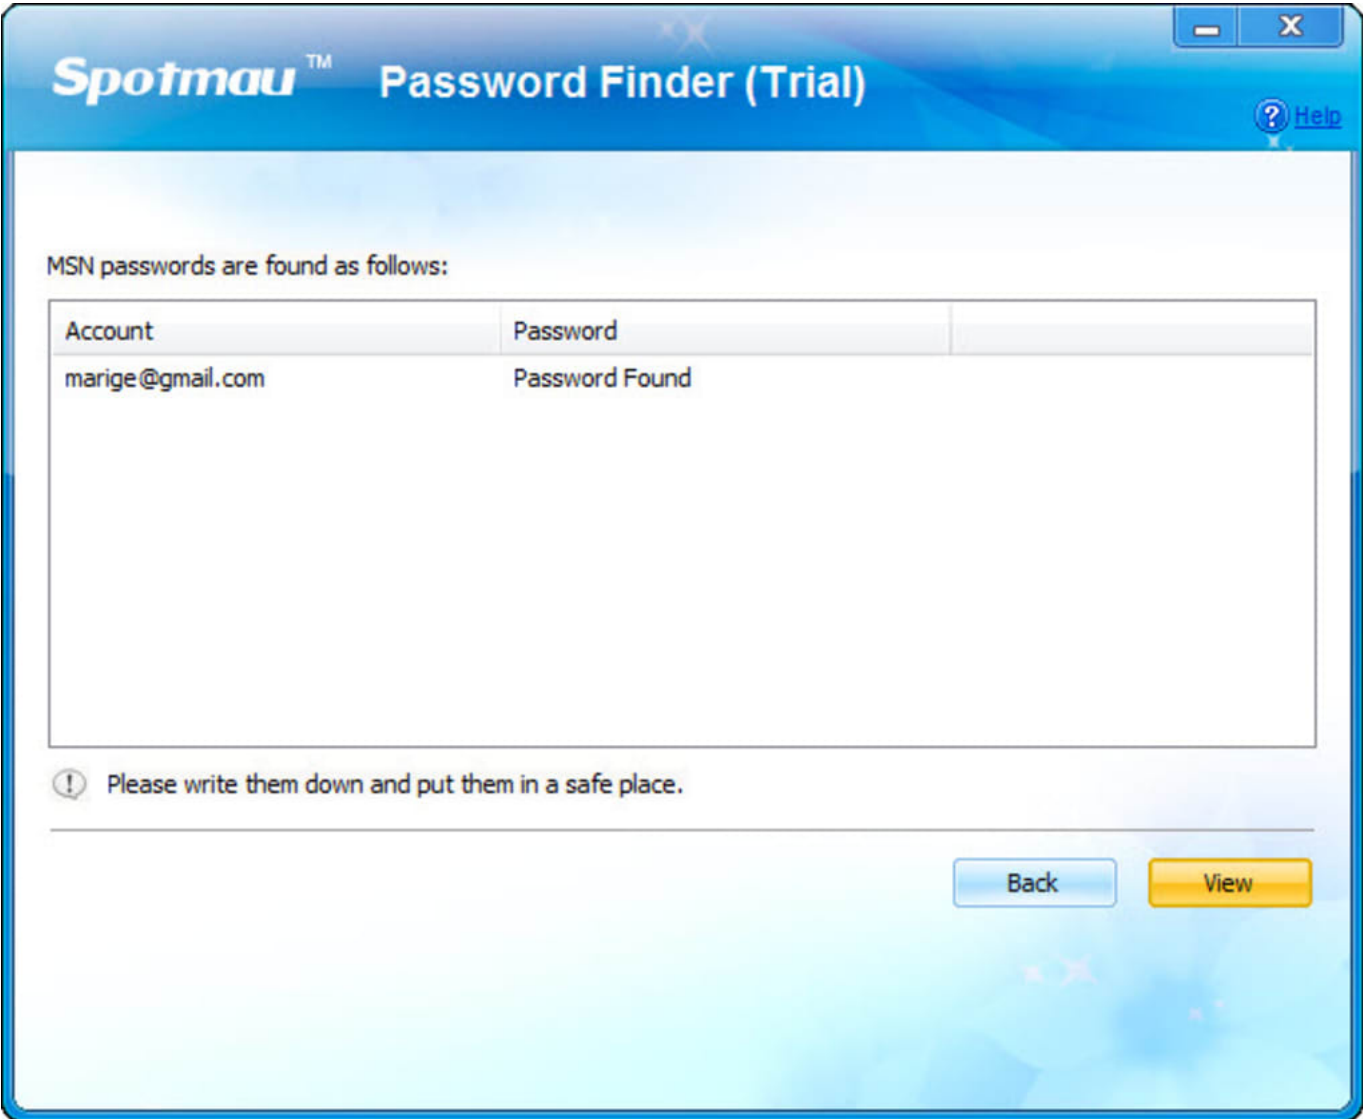 Spotmau™ Password Finder (Trial)
Help
MSN passwords are found as follows:
Account Password
marige@gmail.com Password Found
Please write them down and put them in a safe place.
Back View